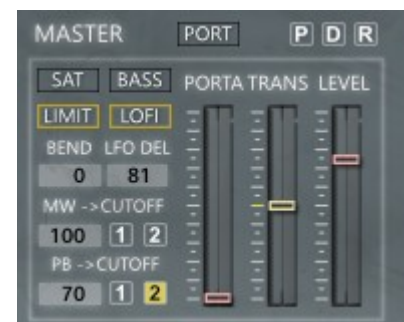 MASTER PORT P D R
SAT BASS PORTA TRANS LEVEL
LIMIT LOFI
BEND LFO DEL
0 81
MW ->CUTOFF
100 1 2
PB ->CUTOFF
70 1 2